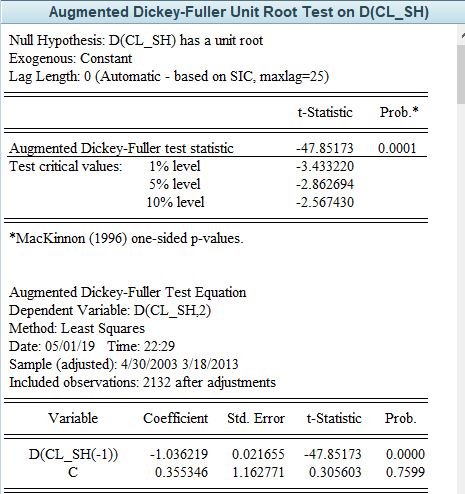 Augmented Dickey-Fuller Unit Root Test on D(CL_SH)
Null Hypothesis: D(CL_SH) has a unit root
Exogenous: Constant
Lag Length: 0 (Automatic - based on SIC, maxlag=25)
t-Statistic Prob.*
Augmented Dickey-Fuller test statistic -47.85173 0.0001
Test critical values: 1% level -3.433220
5% level -2.862694
10% level -2.567430
*MacKinnon (1996) one-sided p-values.
Augmented Dickey-Fuller Test Equation
Dependent Variable: D(CL_SH,2)
Method: Least Squares
Date: 05/01/19 Time: 22:29
Sample (adjusted): 4/30/2003 3/18/2013
Included observations: 2132 after adjustments
Variable Coefficient Std. Error t-Statistic Prob.
D(CL_SH(-1)) -1.036219 0.021655 -47.85173 0.0000
C 0.355346 1.162771 0.305603 0.7599